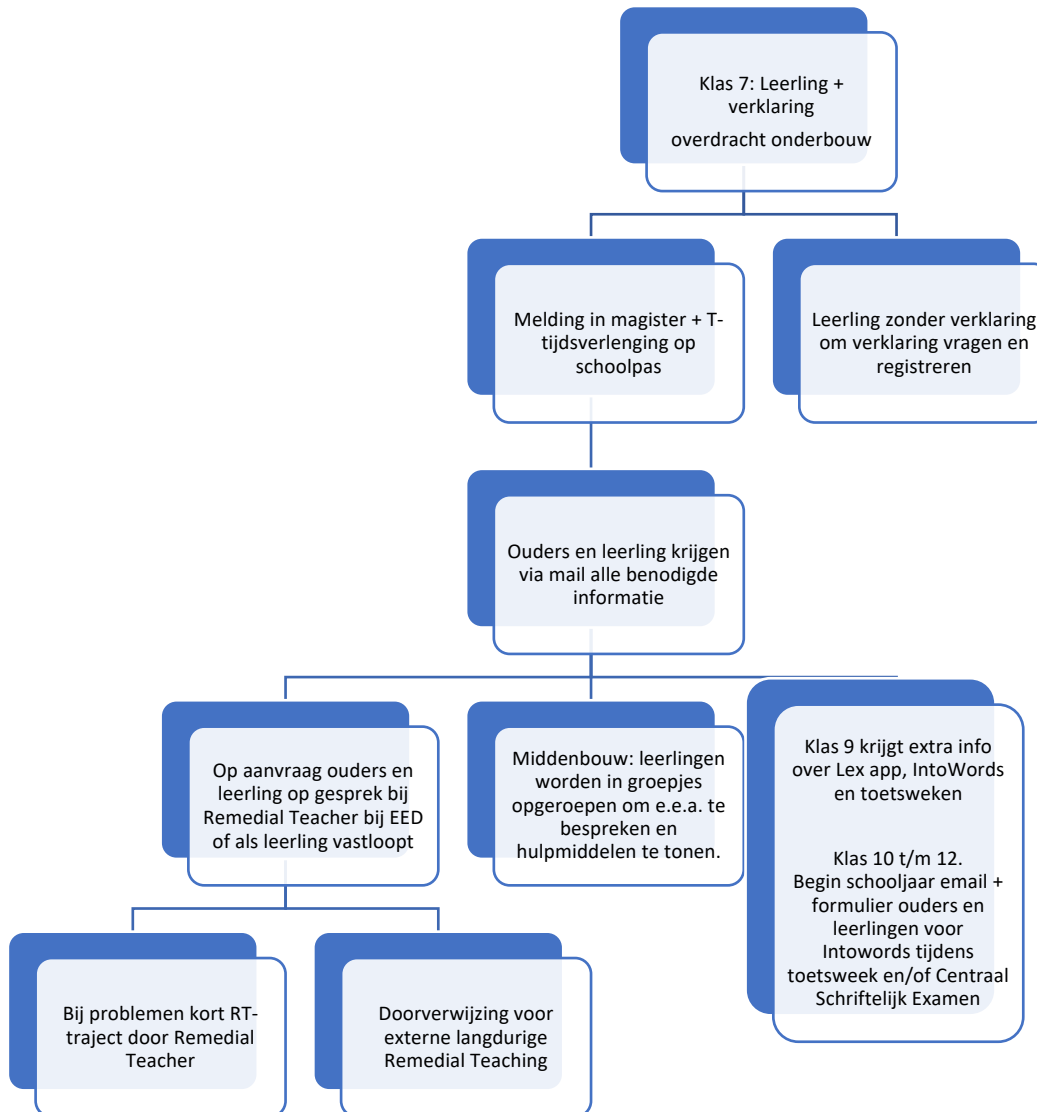 Klas 7: Leerling +
verklaring
overdracht onderbouw
Melding in magister + T-
tijdsverlenging op
schoolpas
Leerling zonder verklaring
om verklaring vragen en
registreren
Ouders en leerling krijgen
via mail alle benodigde
informatie
Op aanvraag ouders en
leerling op gesprek bij
Remedial Teacher bij EED
of als leerling vastloopt
Middenbouw: leerlingen
worden in groepjes
opgeroepen om e.e.a. te
bespreken en
hulpmiddelen te tonen.
Klas 9 krijgt extra info
over Lex app, IntoWords
en toetsweken
Klas 10 t/m 12.
Begin schooljaar email +
formulier ouders en
leerlingen voor
Intowords tijdens
toetsweek en/of Centraal
Schriftelijk Examen
Bij problemen kort RT-
traject door Remedial
Teacher
Doorverwijzing voor
externe langdurige
Remedial Teaching